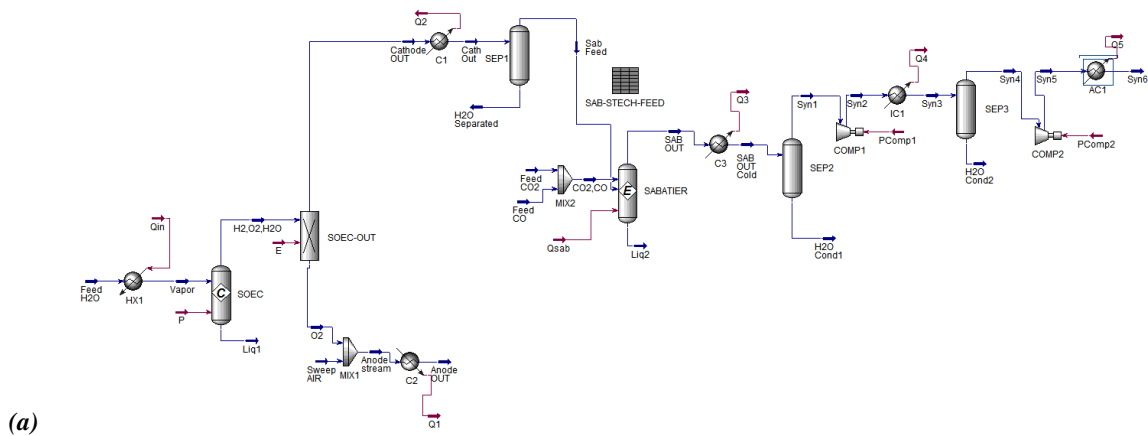 Q2
Cathode
OUT
C1
Cath
Out
SEP1
Sab
Feed
SAB-STECH-FEED
H2O
Separated
Q3
SAB
OUT
C3
SAB
OUT
Cold
SEP2
Syn1
COMP1
PComp1
Syn2
IC1
Q4
Syn3
SEP3
Syn4
COMP2
PComp2
Syn5
AC1
Q5
Syn6
H2O
Cond2
H2O
Cond1
Feed
CO2
Feed
CO
MIX2
CO2,CO
E
SABATIER
Qsab
Liq2
Qin
H2,O2,H2O
SOEC-OUT
E
Feed
H2O
HX1
Vapor
C
SOEC
P
Liq1
O2
Sweep
AIR
MIX1
Anode
stream
C2
Anode
OUT
Q1
(a)